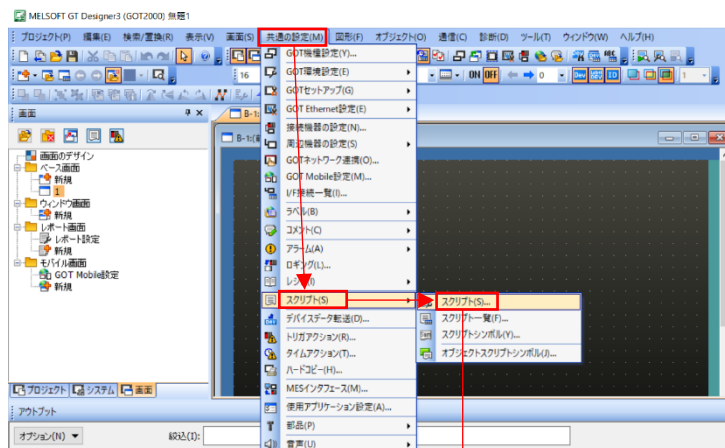 MELSOFT GT Designer3 (GOT2000) 無題1
プロジェクト(P) 編集(E) 検索/置換(R) 表示(V) 画面(S) 共通の設定(M) 図形(F) オブジェクト(O) 通信(C) 診断(D) ツール(T) ウィンドウ(W) ヘルプ(H)
16
ON OFF
0
Dev
ID
1
画面
B-1:
B-1:(
画面のデザイン
ベース画面
新規
1
ウィンドウ画面
新規
レポート画面
レポート設定
新規
モバイル画面
GOT Mobile設定
新規
GOT機種設定(Y)...
GOT環境設定(E)
GOTセットアップ(G)
GOT Ethernet設定(E)
接続機器の設定(N)...
周辺機器の設定(S)
GOTネットワーク連携(O)...
GOT Mobile設定(M)...
I/F接続一覧(I)...
ラベル(B)
コメント(C)
アラーム(A)
ロギング(L)...
レシピ(I)
スクリプト(S)
デバイスデータ転送(D)...
トリガアクション(R)...
タイムアクション(T)...
ハードコピー(H)...
MESインタフェース(M)...
使用アプリケーション設定(A)...
部品(P)
音声(U)
スクリプト(S)...
スクリプト一覧(F)...
スクリプトシンボル(Y)...
オブジェクトスクリプトシンボル(J)...
プロジェクト システム 画面
アウトプット
オプション(N)
絞込(I):